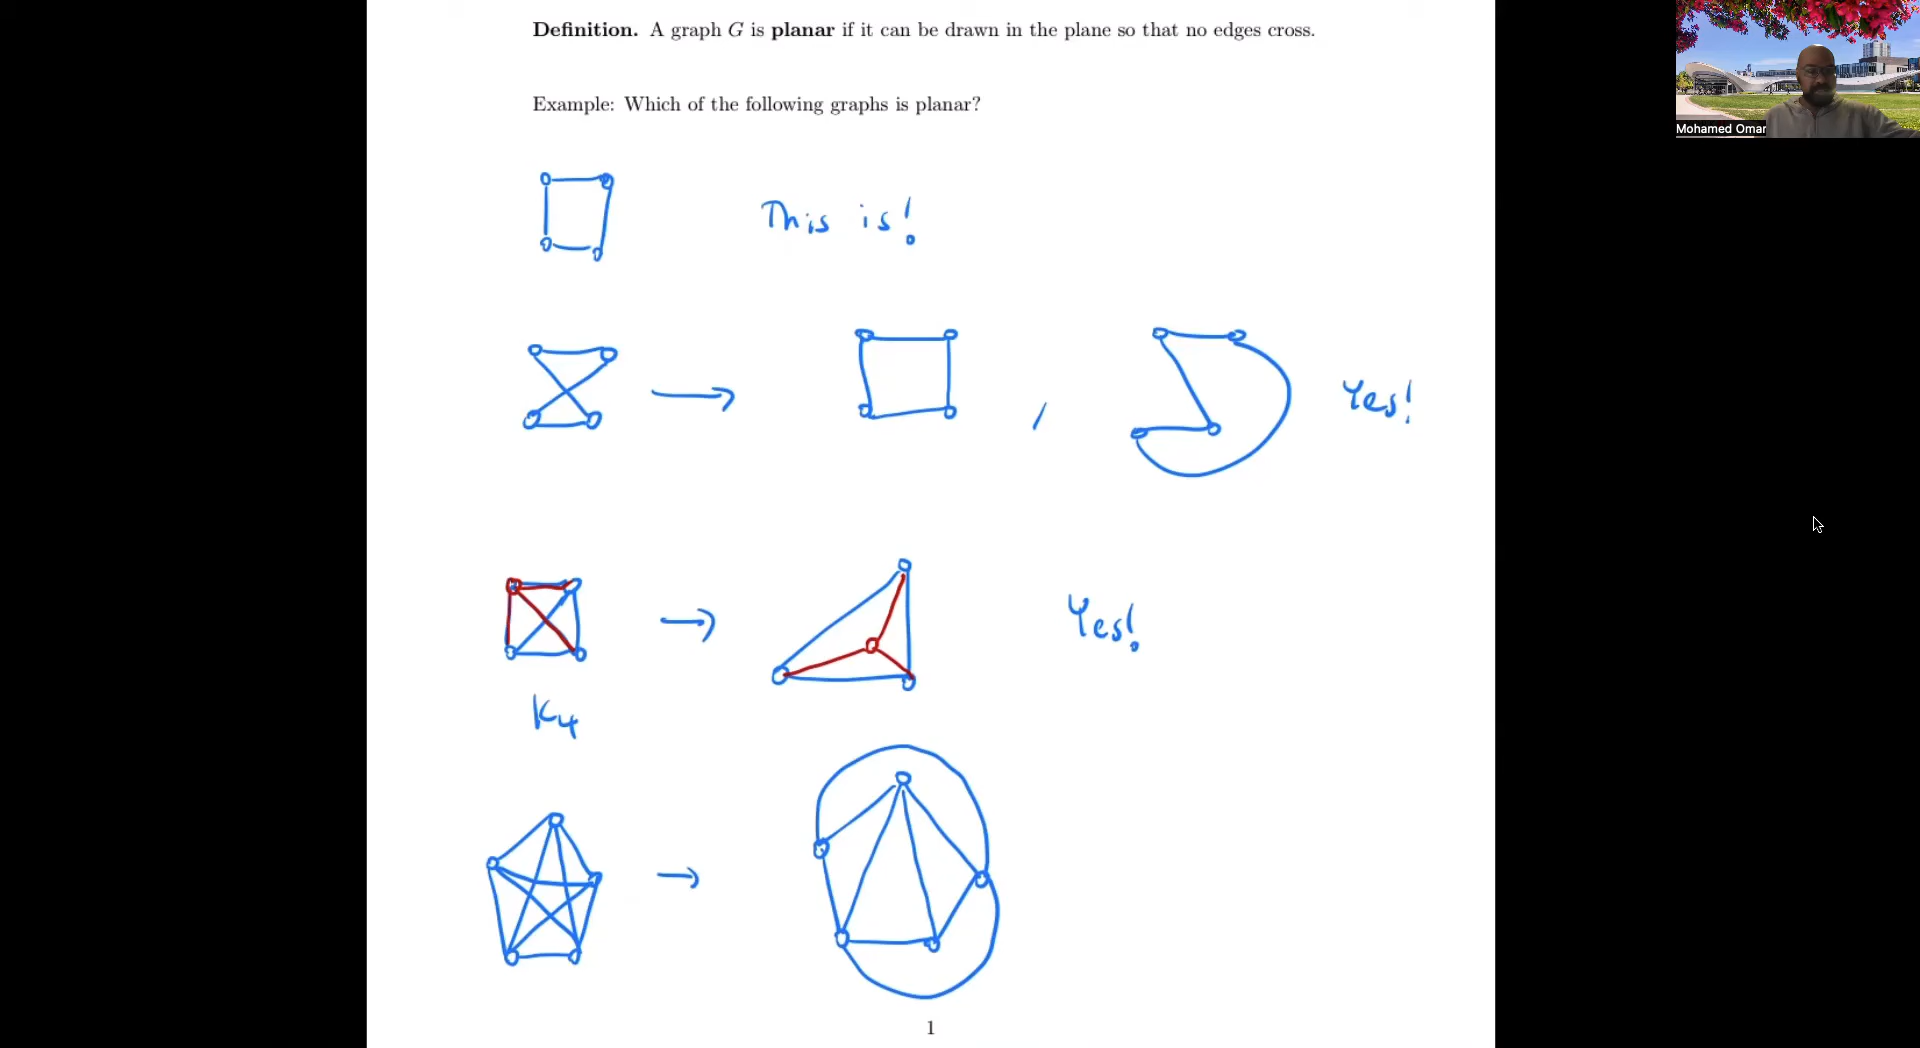 Definition. A graph G is planar if it can be drawn in the plane so that no edges cross.
Example: Which of the following graphs is planar?
This is!
, Yes!
Yes!
K4
1
Mohamed Omar